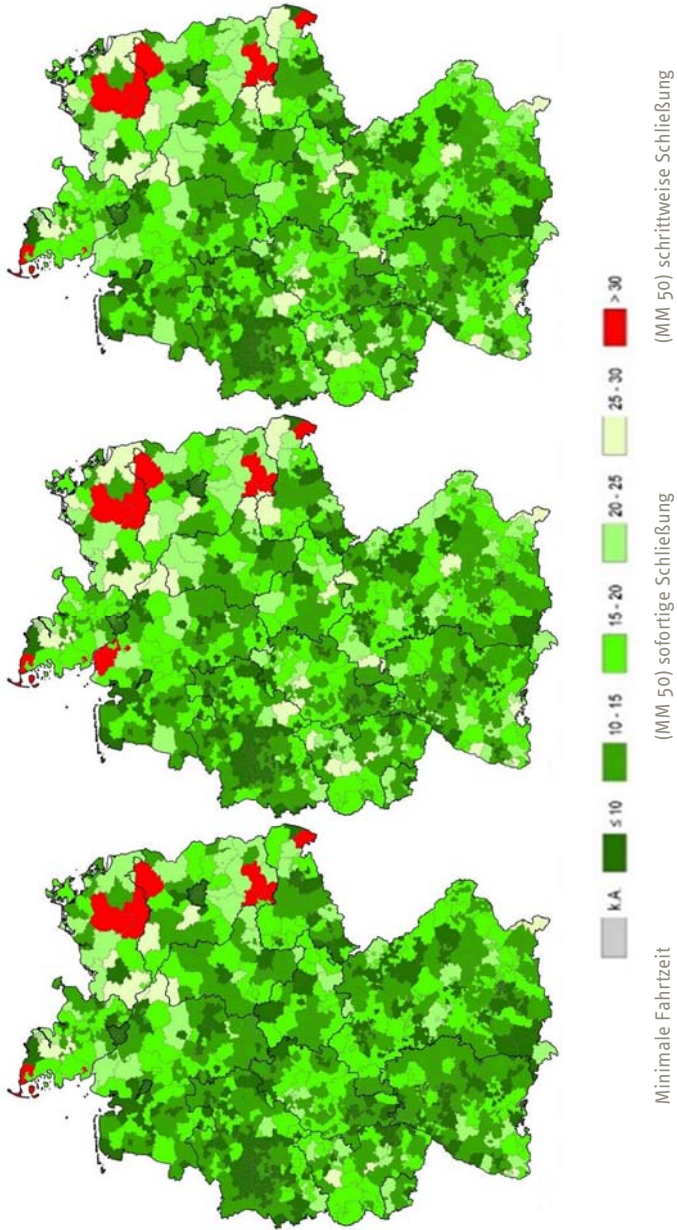 k.A. ≤ 10 10 - 15 15 - 20 20 - 25 25 - 30 > 30
Minimale Fahrtzeit
(MM 50) sofortige Schließung
(MM 50) schrittweise Schließung